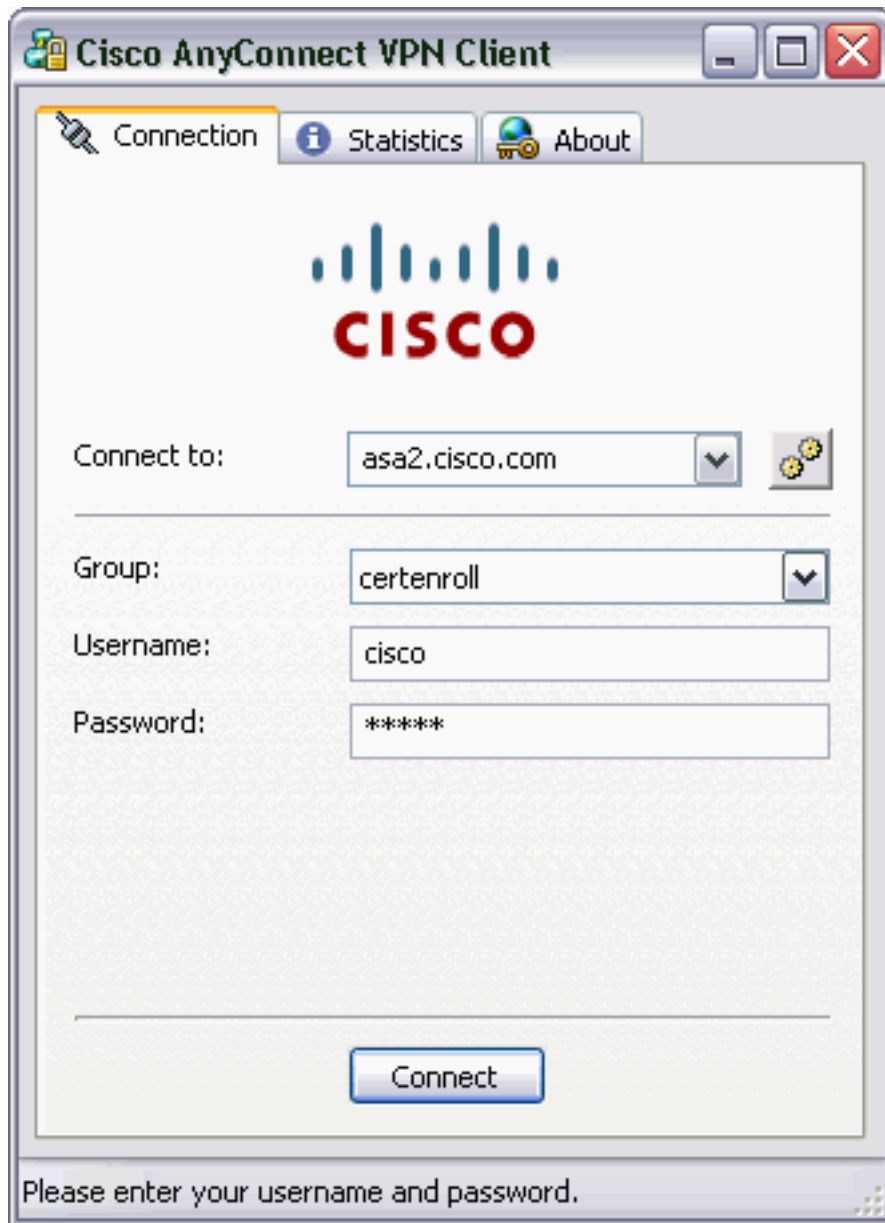 Cisco AnyConnect VPN Client
Connection Statistics About
CISCO
Connect to: asa2.cisco.com
Group: certenroll
Username: cisco
Password: *****
Connect
Please enter your username and password.